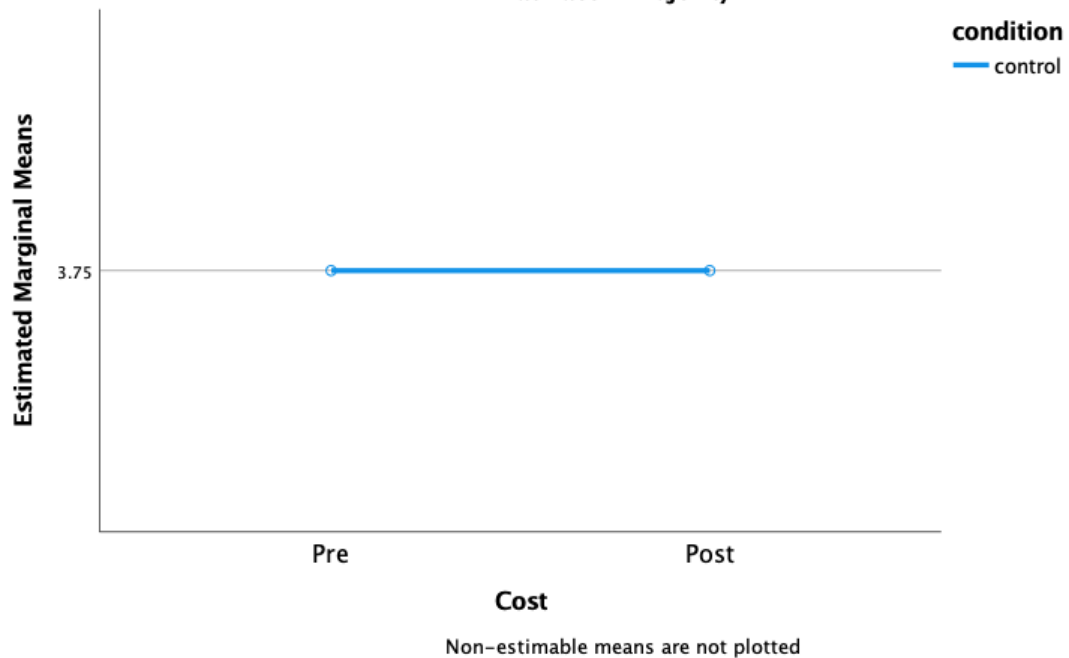 condition
control
Estimated Marginal Means
3.75
Pre Post
Cost
Non-estimable means are not plotted